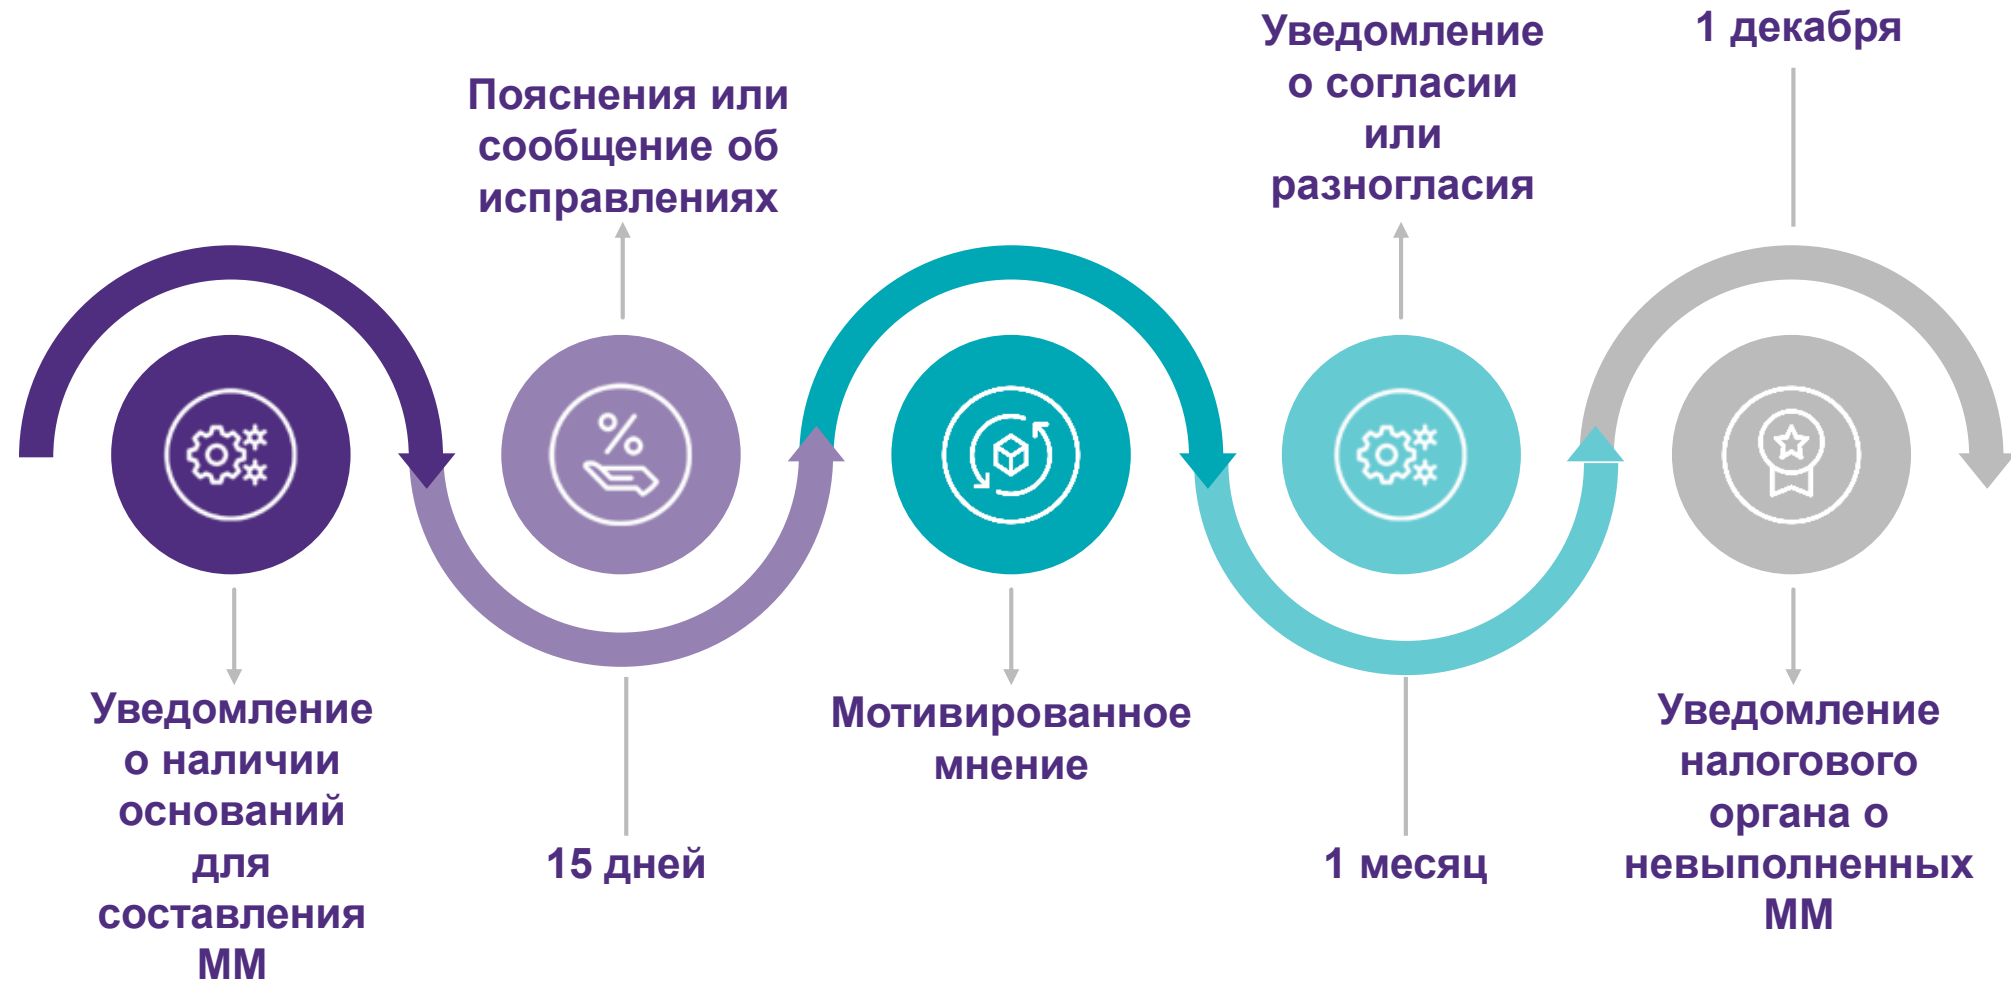 Уведомление
о наличии
оснований
для
составления
ММ
Пояснения или
сообщение об
исправлениях
15 дней
Мотивированное
мнение
Уведомление
о согласии
или
разногласия
1 месяц
1 декабря
Уведомление
налогового
органа о
невыполненных
ММ
%